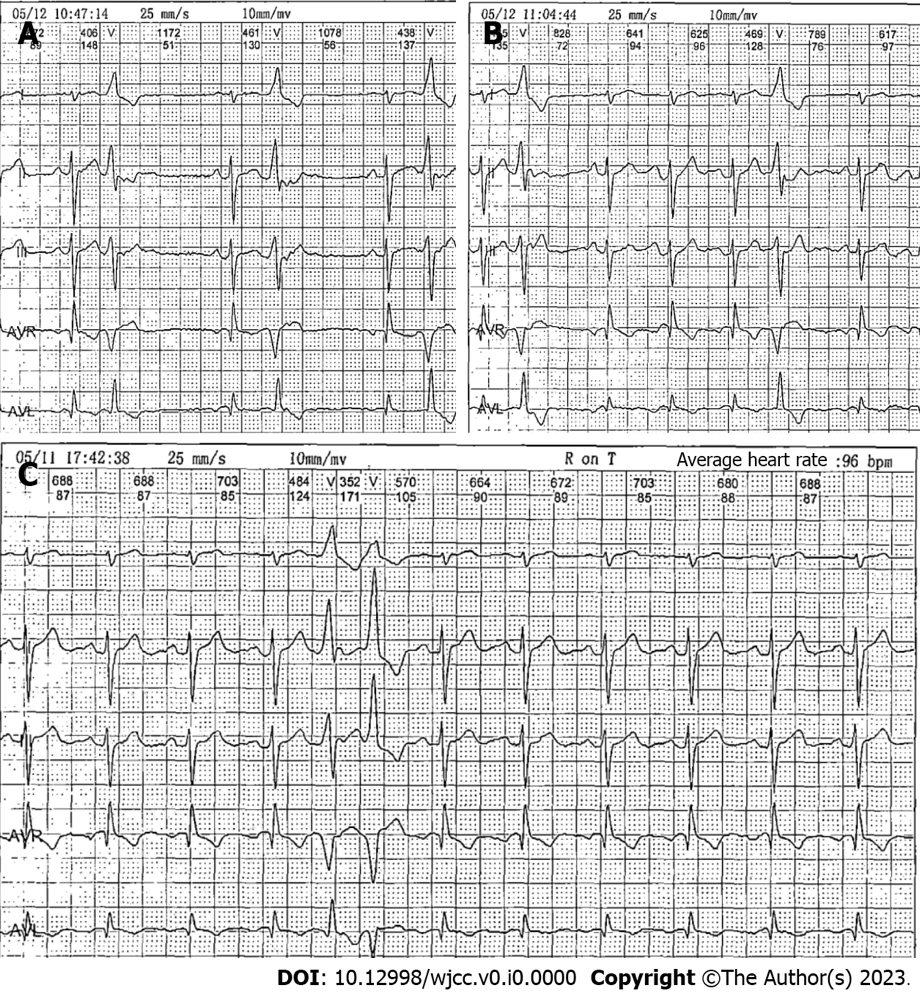 05/12 10:47:14 25 mm/s 10mm/mv
A
406 V 1172 461 V 1078 438 V
89 148 51 130 56 137
I
II
III
AVR
AVL
05/12 11:04:44 25 mm/s 10mm/mv
B
V 828 641 625 469 V 789 617
135 72 94 96 128 76 97
I
II
III
AVR
AVL
05/11 17:42:38 25 mm/s 10mm/mv R on T Average heart rate :96 bpm
C
688 688 703 484 V 352 V 570 664 672 703 680 688
87 87 85 124 171 105 90 89 85 88 87
AVR
AVL
DOI: 10.12998/wjcc.v0.i0.0000 Copyright ©The Author(s) 2023.